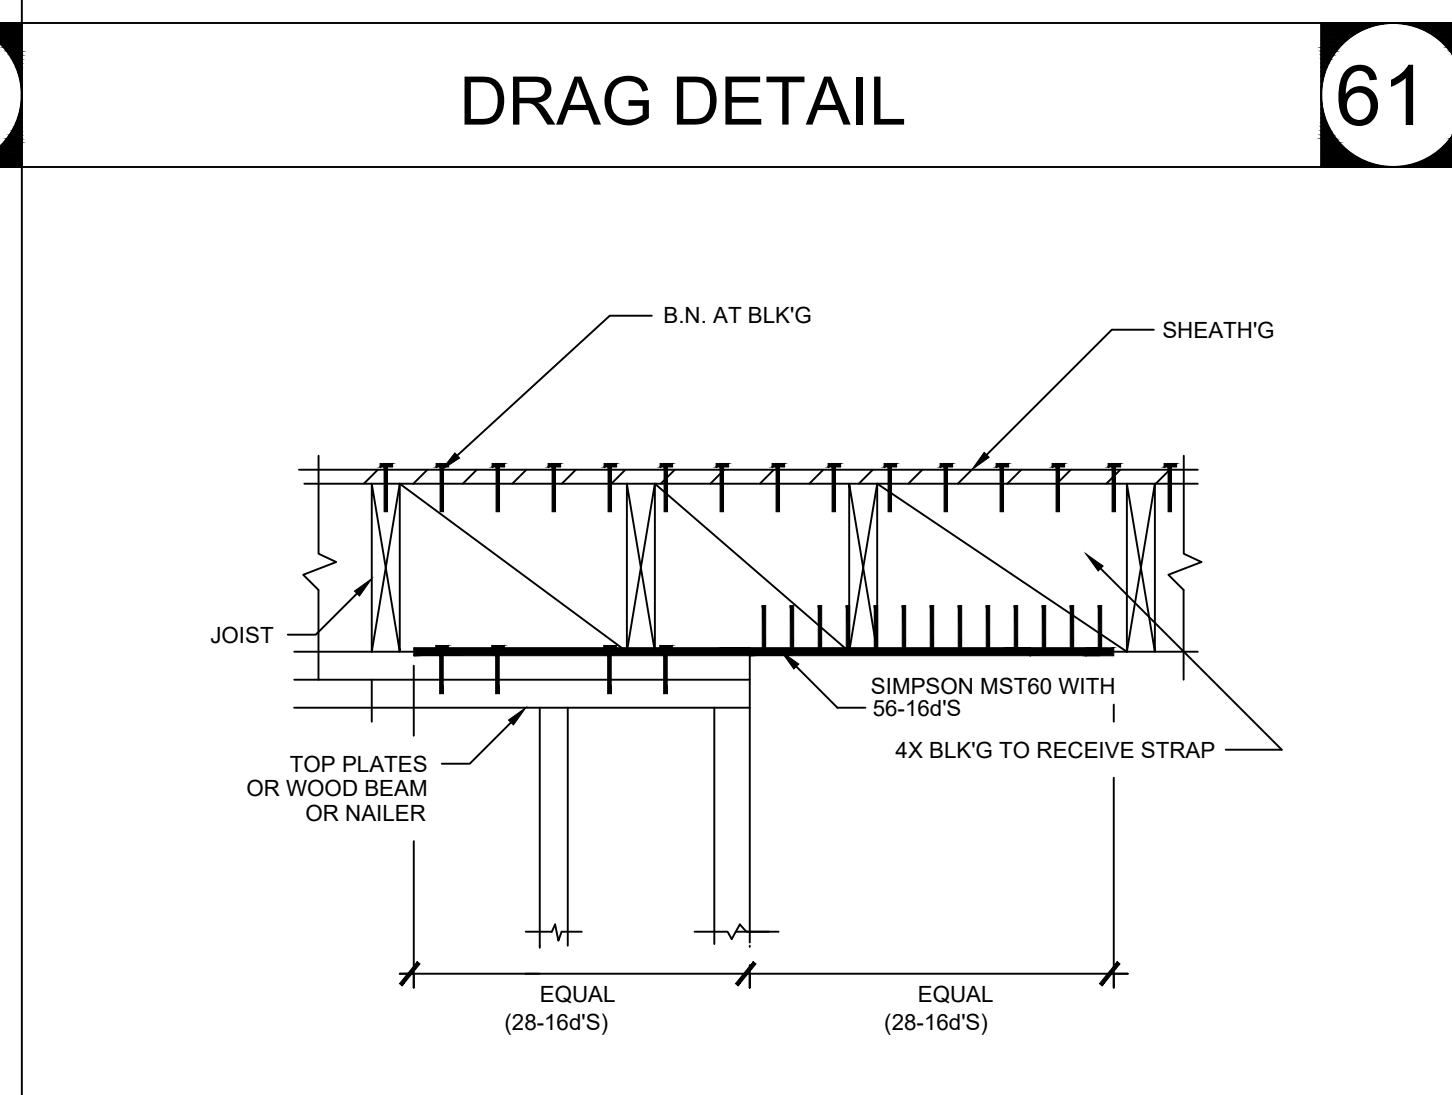 DRAG DETAIL
61
B.N. AT BLK'G
SHEATH'G
JOIST
SIMPSON MST60 WITH
56-16d'S
4X BLK'G TO RECEIVE STRAP
TOP PLATES
OR WOOD BEAM
OR NAILER
EQUAL
(28-16d'S)
EQUAL
(28-16d'S)